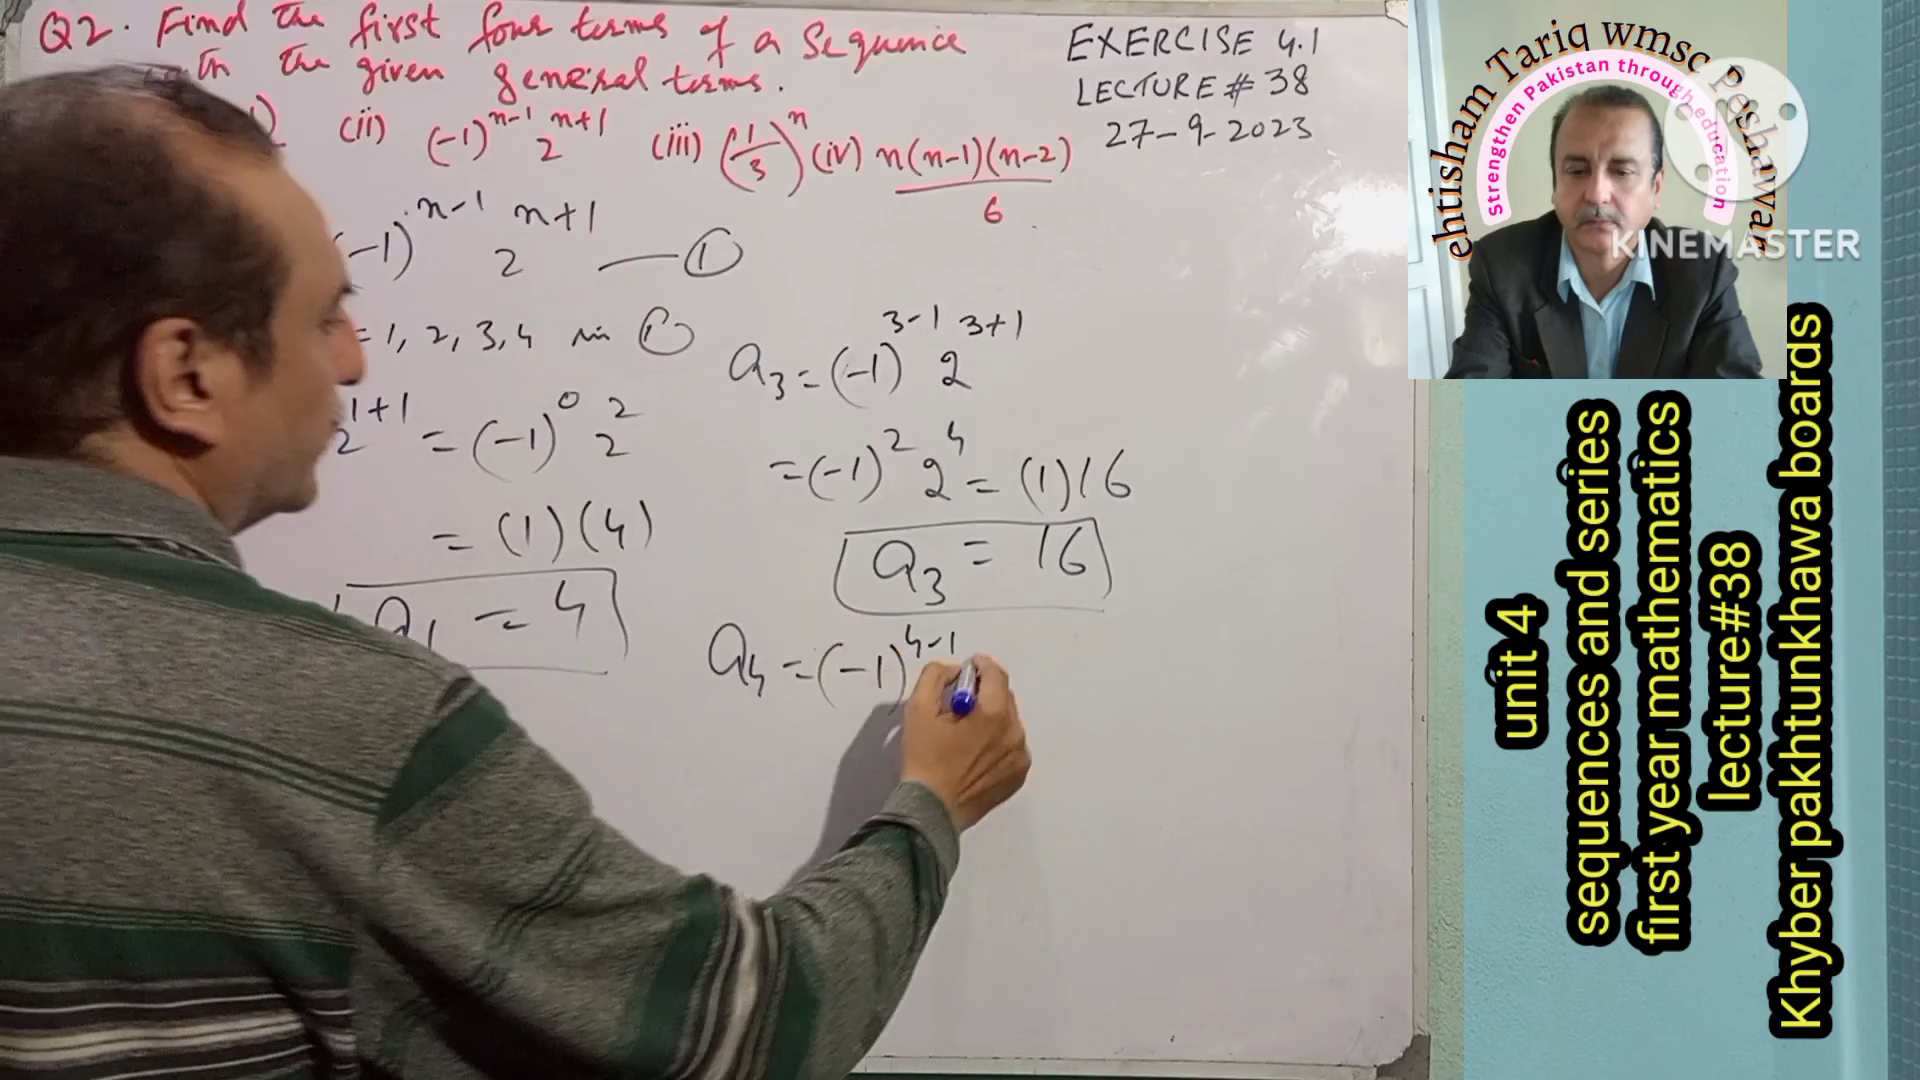 Q2. Find the first four terms of a sequence
the given general terms.
(ii) (-1)^{n-1} 2^{n+1} (iii) (1/3)^n (iv) n(n-1)(n-2)/6
EXERCISE 4.1
LECTURE # 38
27-9-2023
-1)^{n-1} 2^{n+1} — ①
= 1, 2, 3, 4 in ①
2^{1+1} = (-1)^0 2^2
= (1)(4)
a_1 = 4
a_3 = (-1)^{3-1} 2^{3+1}
= (-1)^2 2^4 = (1)16
a_3 = 16
a_4 = (-1)^{4-1}
ehtisham Tariq wmsc Peshawar
Strengthen Pakistan through education
KINEMASTER
unit 4
sequences and series
first year mathematics
lecture#38
Khyber pakhtunkhawa boards